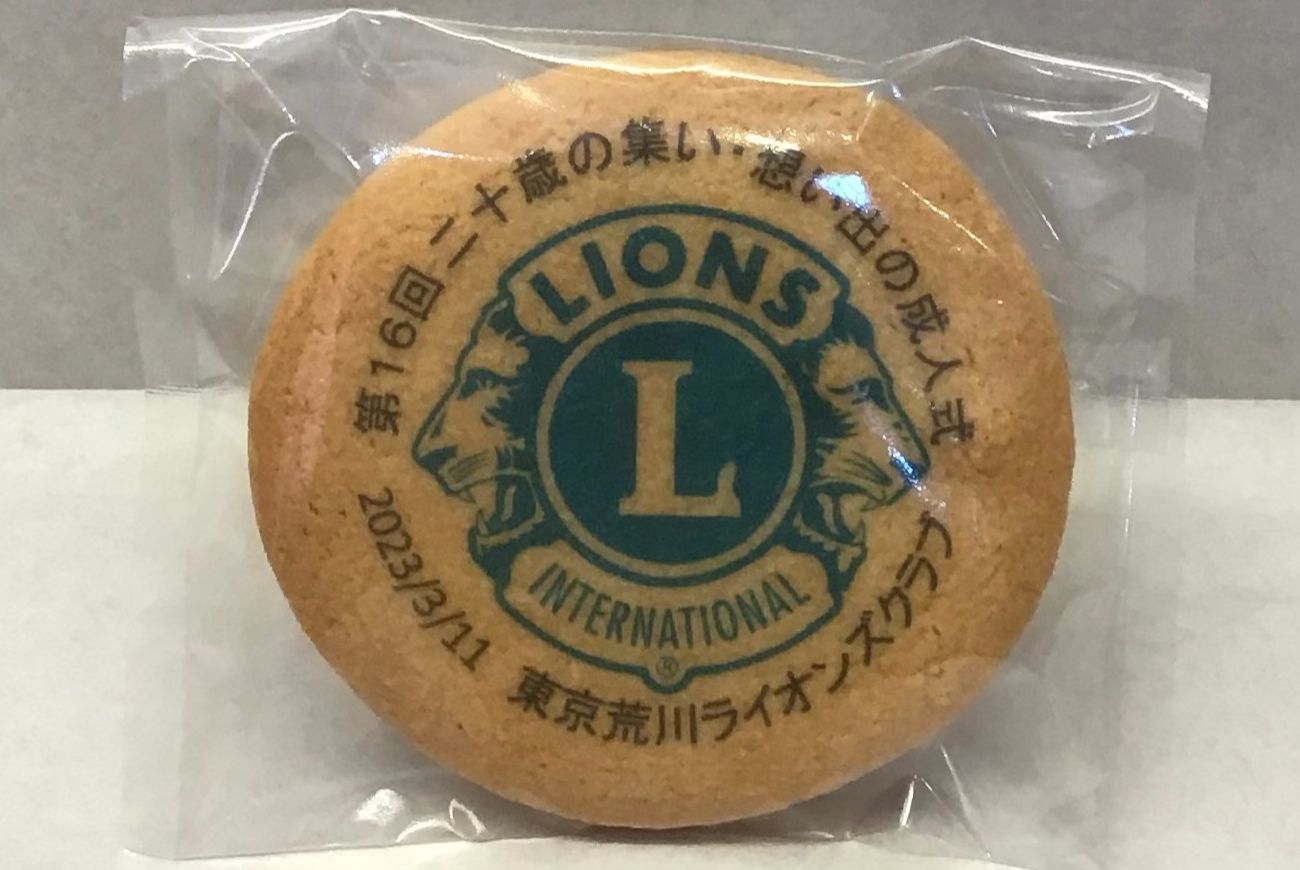 第16回二十歳の集い・想い出の成人式
LIONS
L
INTERNATIONAL
®
2023/3/11
東京荒川ライオンズクラブ